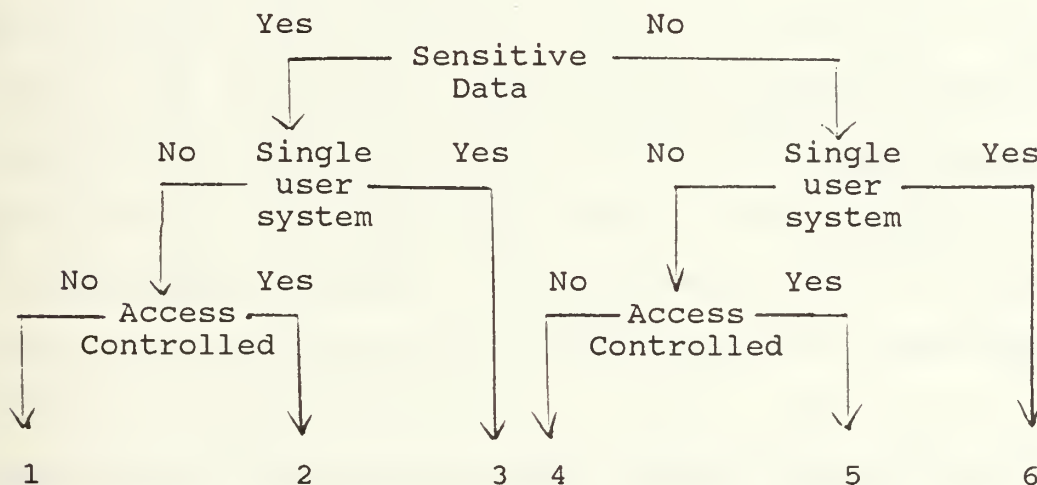 Yes No
Sensitive
Data
No Single Yes No Single Yes
user user
system system
No Yes No Yes
Access Access
Controlled Controlled
1 2 3 4 5 6